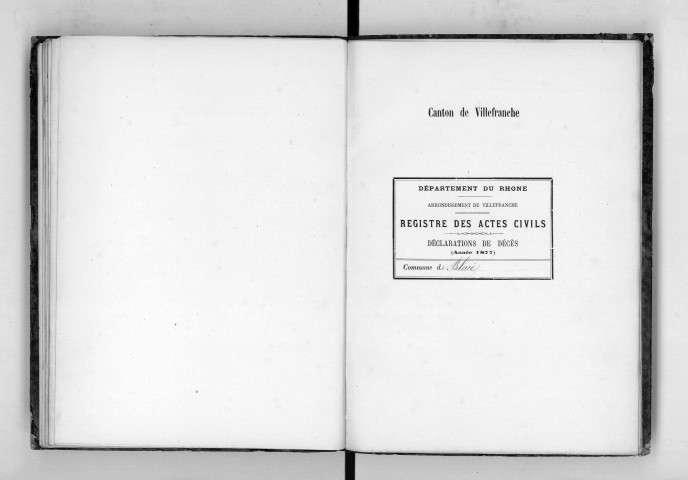 Canton de Villefranche
DÉPARTEMENT DU RHONE
ARRONDISSEMENT DE VILLEFRANCHE
REGISTRE DES ACTES CIVILS
DÉCLARATIONS DE DÉCÈS
(Année 1877)
Commune de Blacé